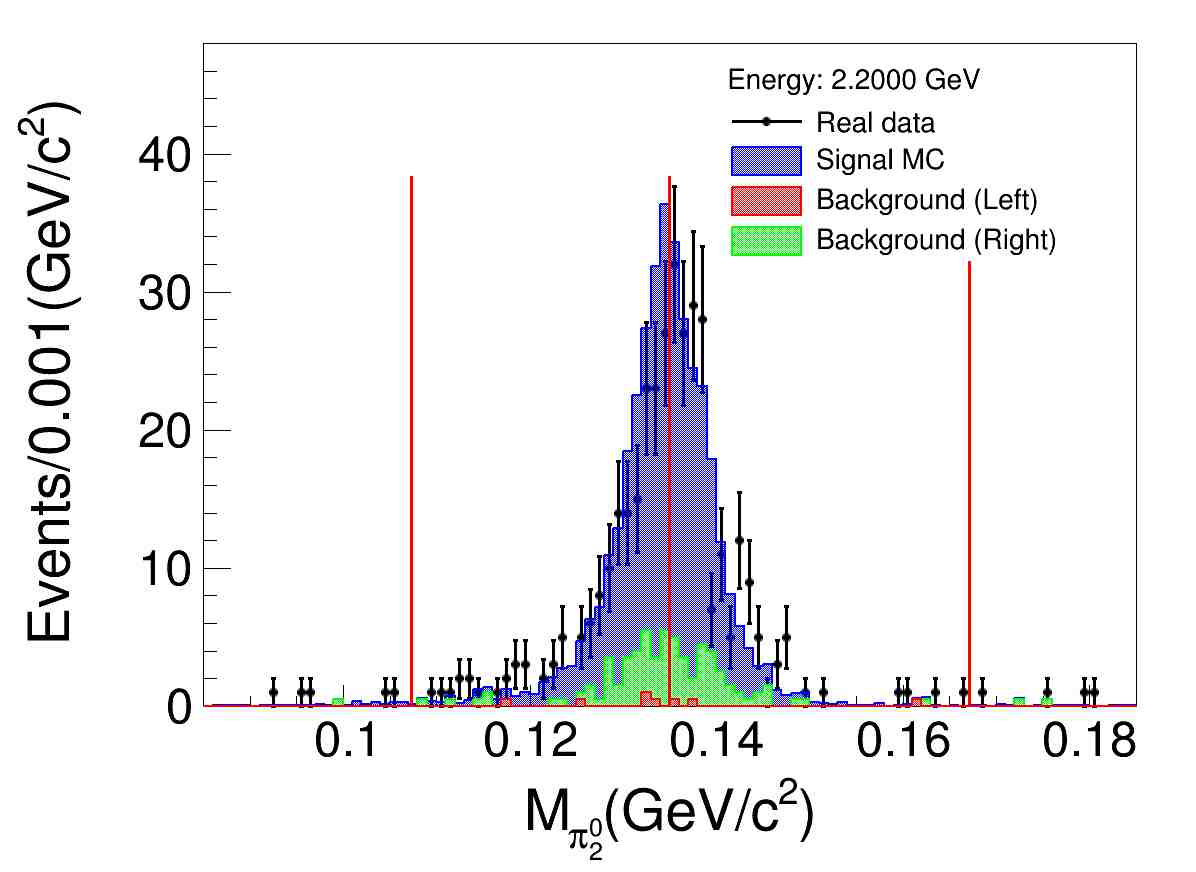 Energy: 2.2000 GeV
Real data
Signal MC
Background (Left)
Background (Right)
Events/0.001(GeV/c²)
40
30
20
10
0
0.1 0.12 0.14 0.16 0.18
M_{π⁰₂}(GeV/c²)